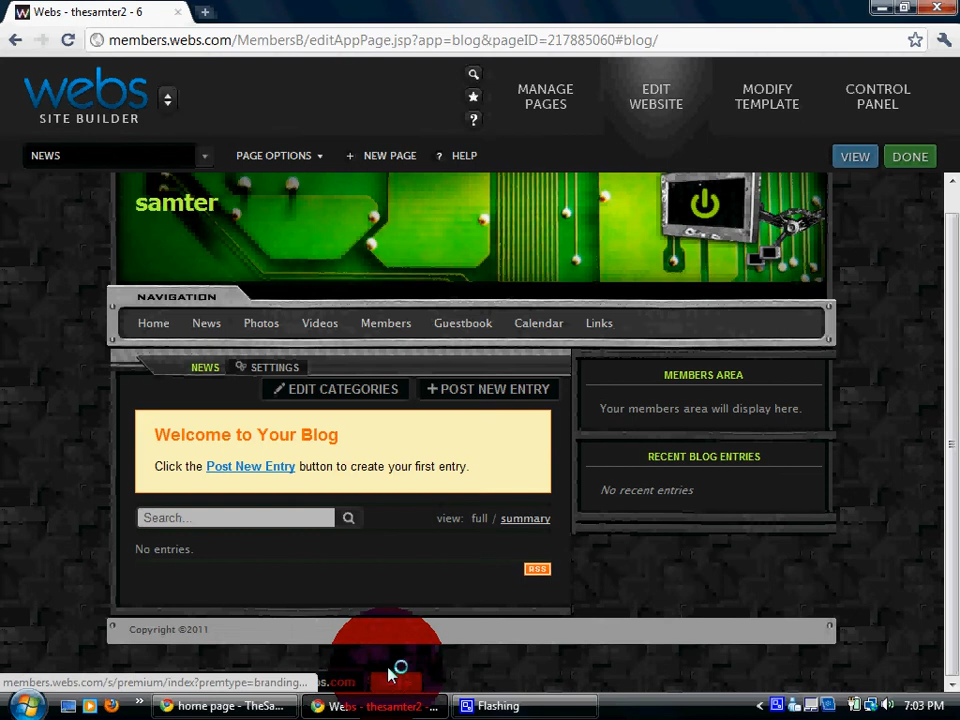 Webs - thesamter2 - 6
members.webs.com/MembersB/editAppPage.jsp?app=blog&pageID=217885060#blog/
webs
SITE BUILDER
?
MANAGE PAGES
EDIT WEBSITE
MODIFY TEMPLATE
CONTROL PANEL
NEWS
PAGE OPTIONS
+ NEW PAGE
? HELP
VIEW
DONE
samter
NAVIGATION
Home News Photos Videos Members Guestbook Calendar Links
NEWS SETTINGS
EDIT CATEGORIES
+ POST NEW ENTRY
Welcome to Your Blog
Click the Post New Entry button to create your first entry.
Search...
view: full / summary
No entries.
RSS
MEMBERS AREA
Your members area will display here.
RECENT BLOG ENTRIES
No recent entries
Copyright ©2011
members.webs.com/s/premium/index?premtype=branding...
home page - TheSa...
Webs - thesamter2 -...
Flashing
7:03 PM